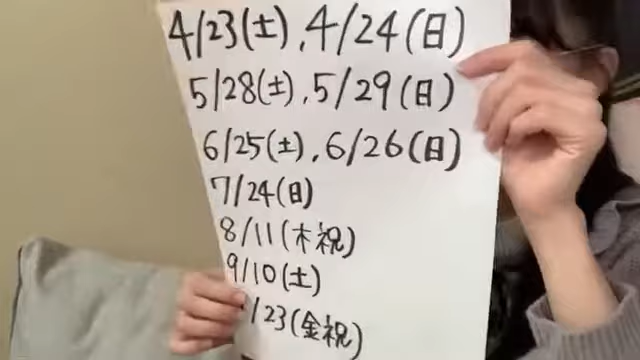 4/23(土),4/24(日)
5/28(土),5/29(日)
6/25(土),6/26(日)
7/24(日)
8/11(木祝)
9/10(土)
/23(金祝)